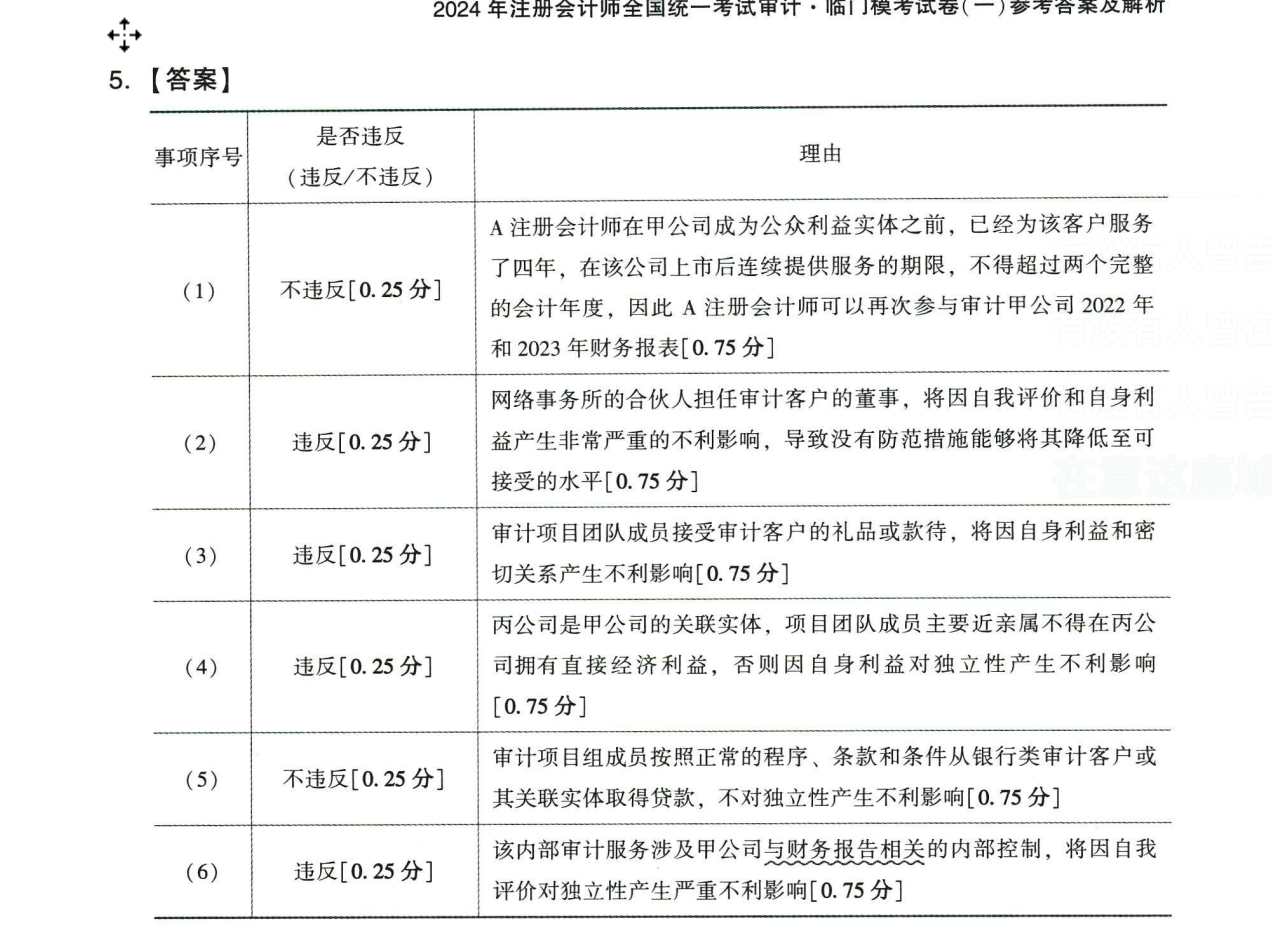 2024 年注册会计师全国统一考试审计·临门模考试卷(一)参考答案及解析
5. 【答案】
事项序号
是否违反
(违反/不违反)
理由
(1)
不违反[0.25 分]
A 注册会计师在甲公司成为公众利益实体之前，已经为该客户服务
了四年，在该公司上市后连续提供服务的期限，不得超过两个完整
的会计年度，因此 A 注册会计师可以再次参与审计甲公司 2022 年
和 2023 年财务报表[0.75 分]
(2)
违反[0.25 分]
网络事务所的合伙人担任审计客户的董事，将因自我评价和自身利
益产生非常严重的不利影响，导致没有防范措施能够将其降低至可
接受的水平[0.75 分]
(3)
违反[0.25 分]
审计项目团队成员接受审计客户的礼品或款待，将因自身利益和密
切关系产生不利影响[0.75 分]
(4)
违反[0.25 分]
丙公司是甲公司的关联实体，项目团队成员主要近亲属不得在丙公
司拥有直接经济利益，否则因自身利益对独立性产生不利影响
[0.75 分]
(5)
不违反[0.25 分]
审计项目组成员按照正常的程序、条款和条件从银行类审计客户或
其关联实体取得贷款，不对独立性产生不利影响[0.75 分]
(6)
违反[0.25 分]
该内部审计服务涉及甲公司与财务报告相关的内部控制，将因自我
评价对独立性产生严重不利影响[0.75 分]
有没有人曾在
在意这座城